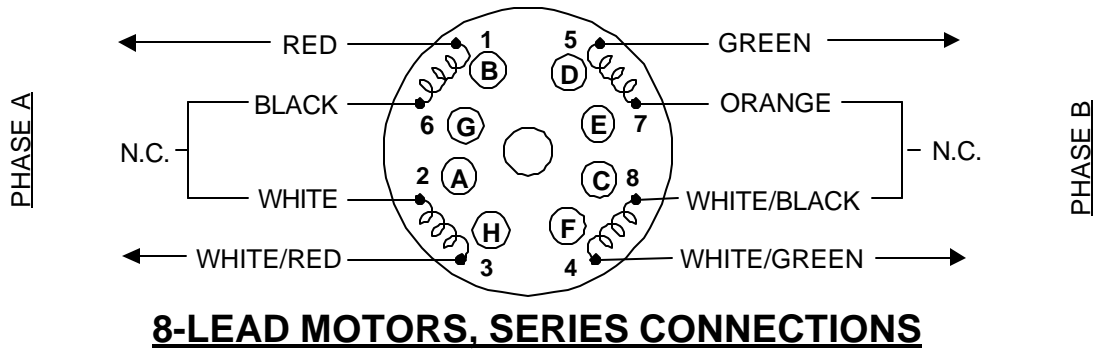 RED 1 5 GREEN
B D
BLACK ORANGE
6 G E 7
PHASE A N.C. N.C. PHASE B
2 A C 8
WHITE WHITE/BLACK
H F
WHITE/RED 3 4 WHITE/GREEN
8-LEAD MOTORS, SERIES CONNECTIONS